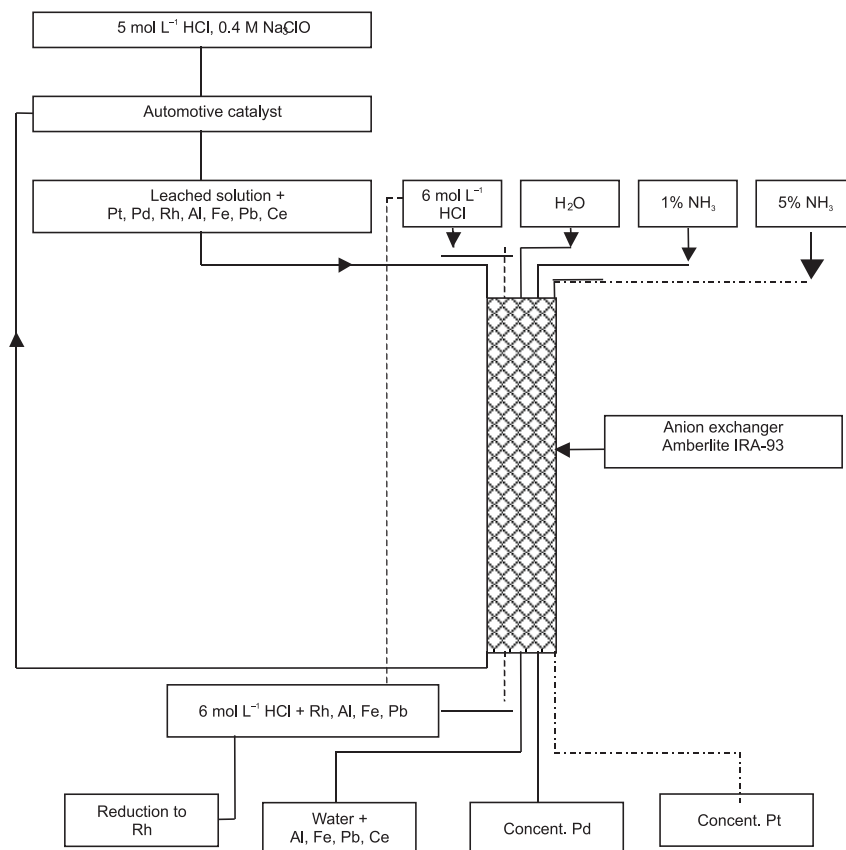 5 mol L⁻¹ HCl, 0.4 M NaClO₃
Automotive catalyst
Leached solution +
Pt, Pd, Rh, Al, Fe, Pb, Ce
6 mol L⁻¹
HCl
H₂O
1% NH₃
5% NH₃
Anion exchanger
Amberlite IRA-93
6 mol L⁻¹ HCl + Rh, Al, Fe, Pb
Reduction to
Rh
Water +
Al, Fe, Pb, Ce
Concent. Pd
Concent. Pt